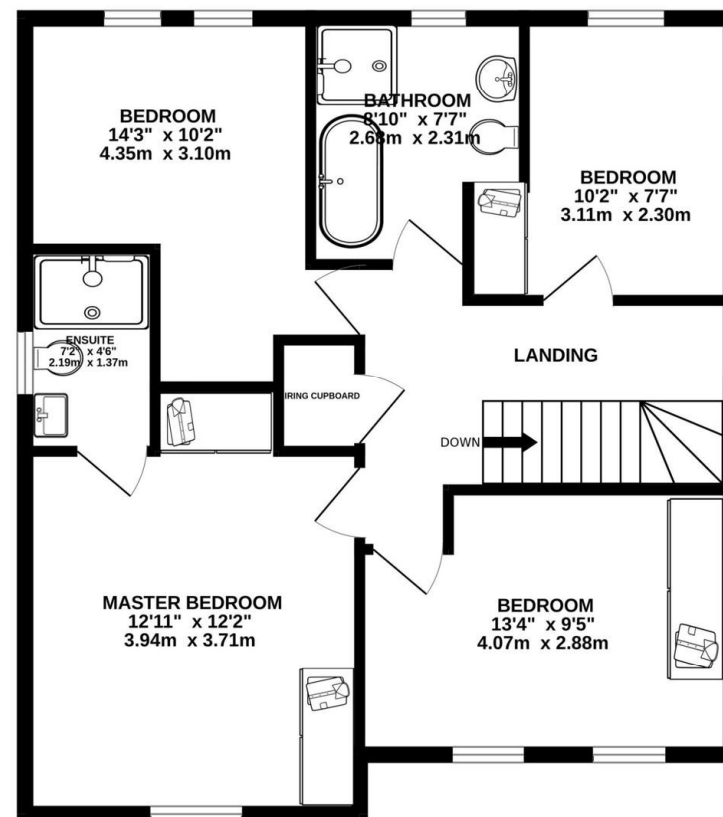 BEDROOM
14'3" x 10'2"
4.35m x 3.10m
BATHROOM
8'10" x 7'7"
2.68m x 2.31m
BEDROOM
10'2" x 7'7"
3.11m x 2.30m
ENSUITE
7'2" x 4'6"
2.19m x 1.37m
IRING CUPBOARD
LANDING
DOWN
MASTER BEDROOM
12'11" x 12'2"
3.94m x 3.71m
BEDROOM
13'4" x 9'5"
4.07m x 2.88m